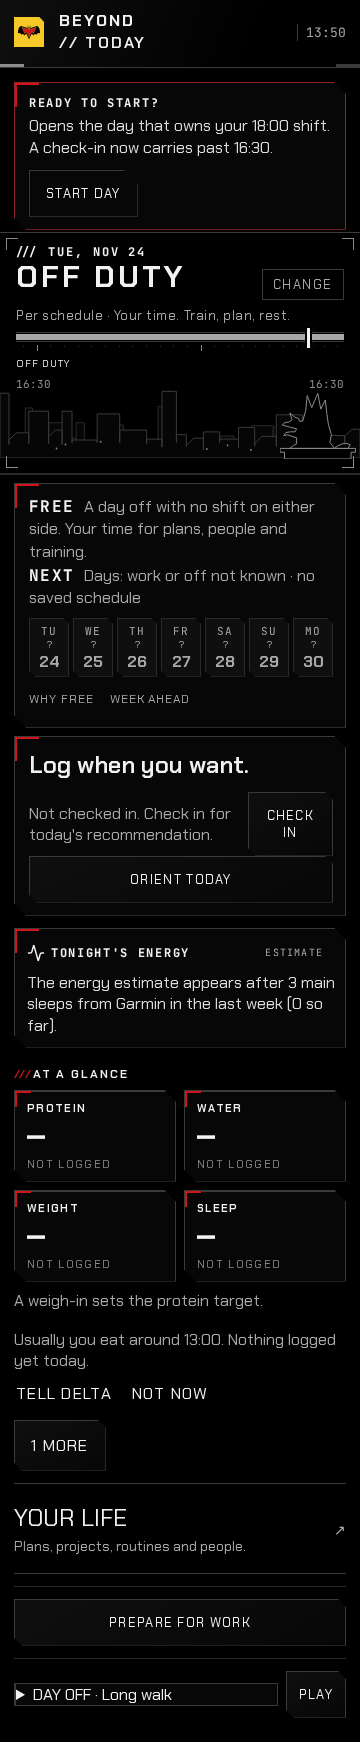 BEYOND
// TODAY
13:50
READY TO START?
Opens the day that owns your 18:00 shift.
A check-in now carries past 16:30.
START DAY
/// TUE, NOV 24
OFF DUTY
CHANGE
Per schedule · Your time. Train, plan, rest.
OFF DUTY
16:30 16:30
FREE A day off with no shift on either
side. Your time for plans, people and
training.
NEXT Days: work or off not known · no
saved schedule
TU WE TH FR SA SU MO
? ? ? ? ? ? ?
24 25 26 27 28 29 30
WHY FREE WEEK AHEAD
Log when you want.
Not checked in. Check in for
today's recommendation.
CHECK
IN
ORIENT TODAY
TONIGHT'S ENERGY ESTIMATE
The energy estimate appears after 3 main
sleeps from Garmin in the last week (0 so
far).
///AT A GLANCE
PROTEIN
—
NOT LOGGED
WATER
—
NOT LOGGED
WEIGHT
—
NOT LOGGED
SLEEP
—
NOT LOGGED
A weigh-in sets the protein target.
Usually you eat around 13:00. Nothing logged
yet today.
TELL DELTA NOT NOW
1 MORE
YOUR LIFE
Plans, projects, routines and people.
↗
PREPARE FOR WORK
▶ DAY OFF · Long walk
PLAY